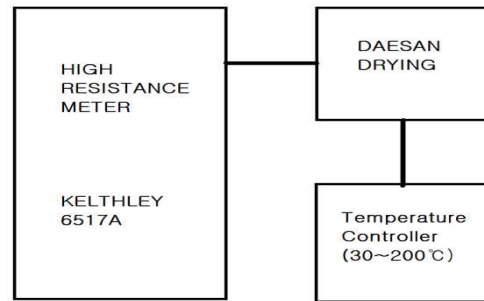 HIGH
RESISTANCE
METER
KELTHLEY
6517A
DAESAN
DRYING
Temperature
Controller
(30~200℃)